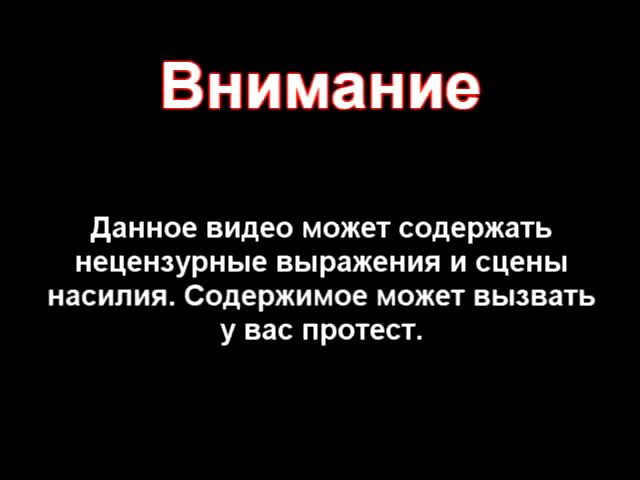 Внимание
Данное видео может содержать
нецензурные выражения и сцены
насилия. Содержимое может вызвать
у вас протест.